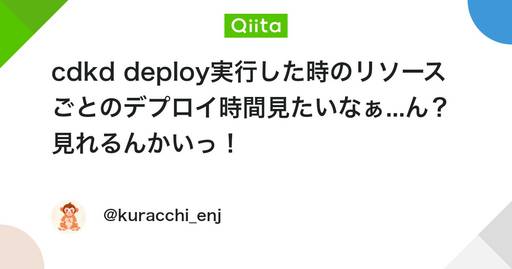 Qiita
cdkd deploy実行した時のリソース
ごとのデプロイ時間見たいなぁ...ん？
見れるんかいっ！
@kuracchi_enj